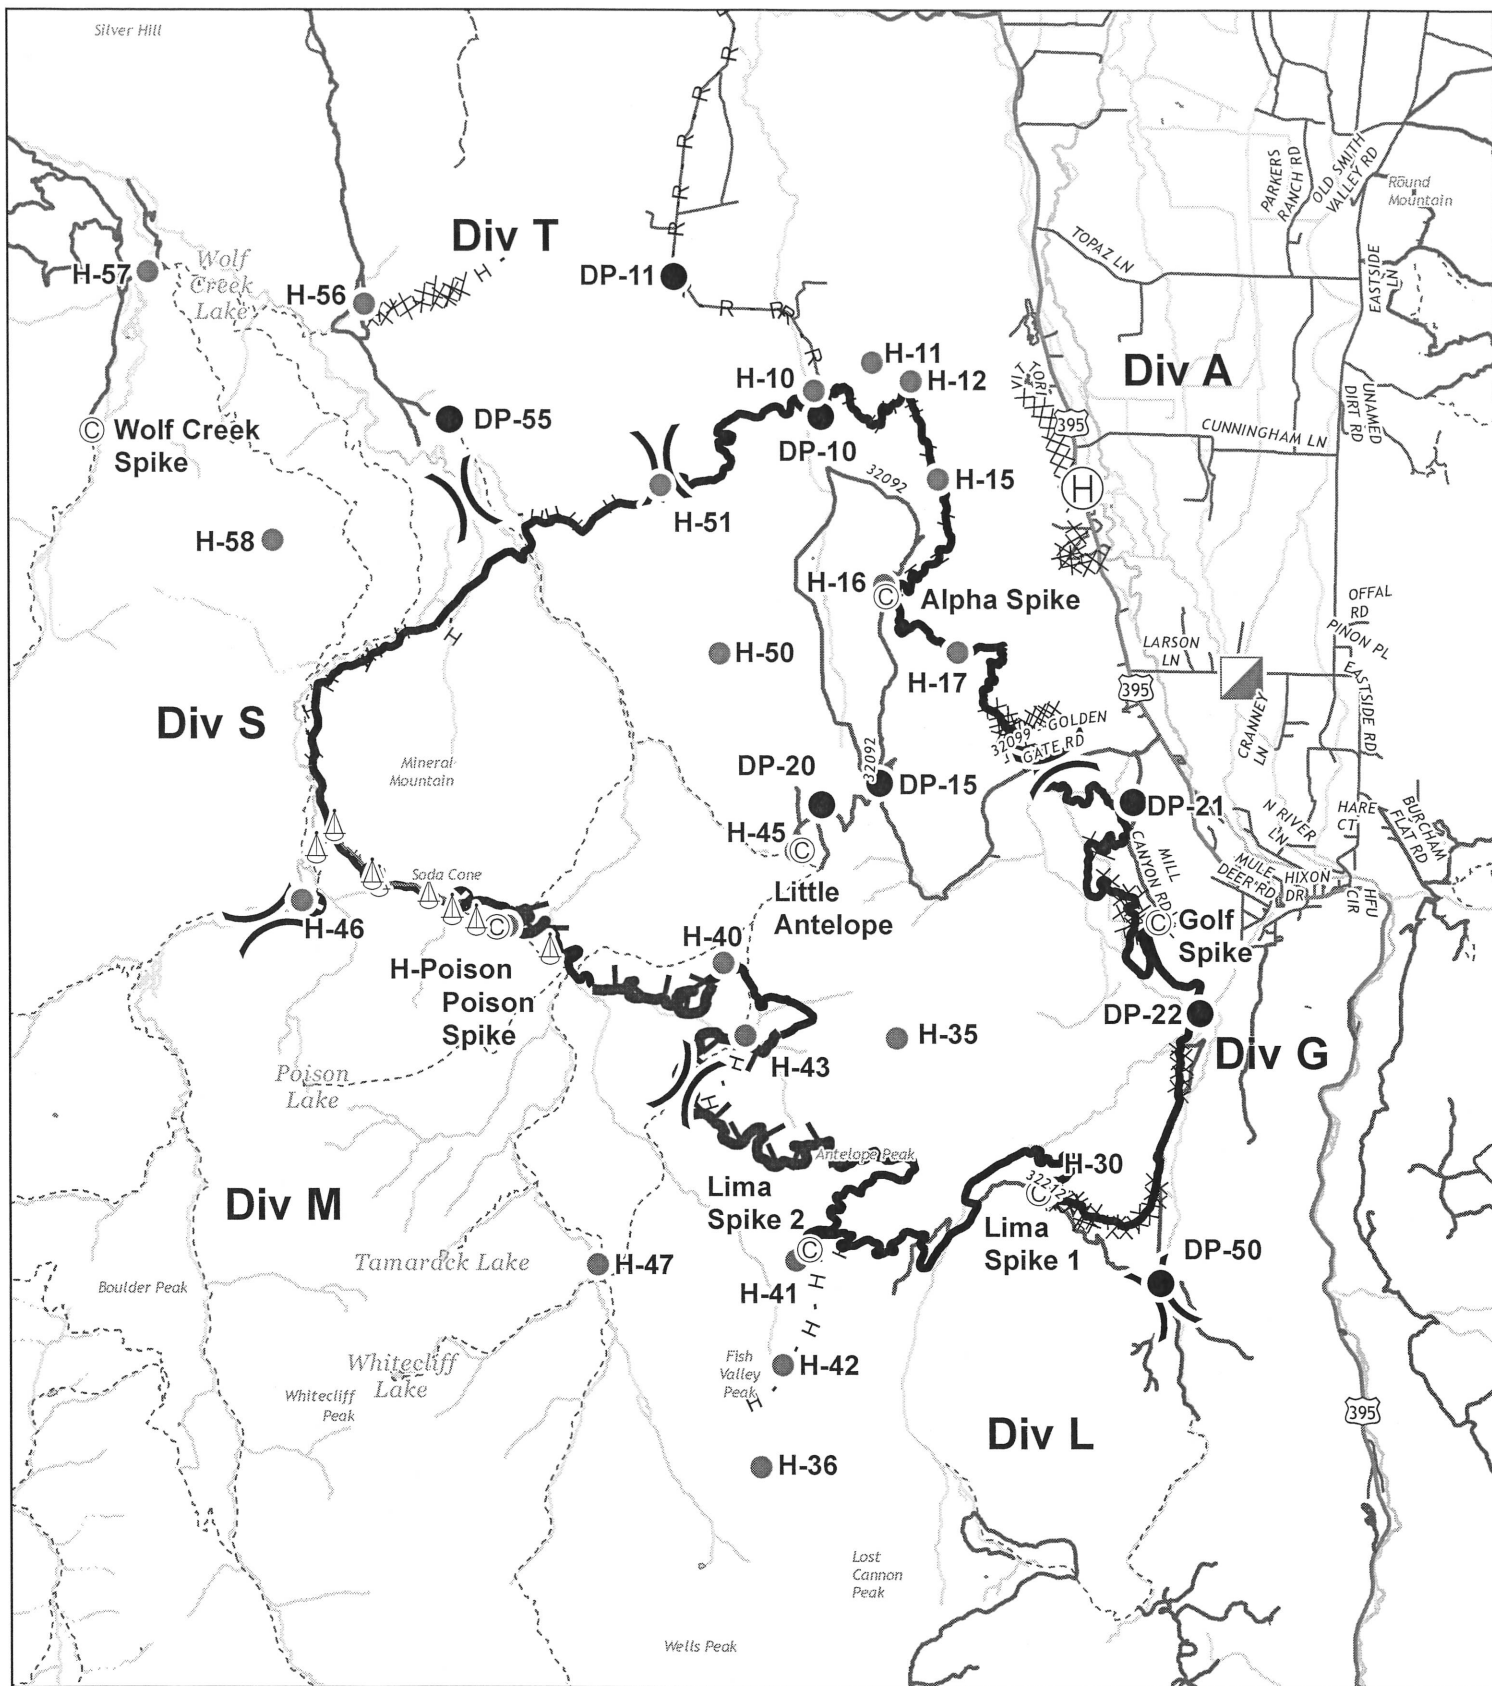 Silver Hill
PARKERS
RANCH RD
OLD SMITH
VALLEY RD
Round
Mountain
R
R
R
R
R
R
Div T
H
Wolf
Creek
Lake
H-57
H-56
DP-11
TOPAZ LN
EASTSIDE
LN
R
R
R
R
H-11
H-10
H-12
VIT
TORI
Div A
UNAMED
DIRT RD
395
CUNNINGHAM LN
Wolf Creek
Spike
DP-55
DP-10
32092
H-15
H
H-51
H-58
H-16
Alpha Spike
OFFAL
RD
PINON PL
H
LARSON
LN
H-50
H-17
395
EASTSIDE RD
Div S
CRANNEY
LN
32099
GOLDEN
GATE RD
Mineral
Mountain
DP-20
32092
DP-15
DP-21
N RIVER
LN
HARE
CT
BURCHAM
FLAT RD
H-45
MILL
CANYON RD
MULE
DEER RD
HIXON
DR
HFU
CIR
Soda Cone
Little
Antelope
Golf
Spike
H-46
H-40
H-Poison
Poison
Spike
DP-22
H-35
Div G
H-43
H
Poison
Lake
H
Antelope Peak
H-30
32212
Div M
Lima
Spike 2
Lima
Spike 1
DP-50
Tamarack Lake
H-47
Boulder Peak
H-41
H
H
H
H
Whitecliff
Lake
Fish
Valley
Peak
H-42
H
Whitecliff
Peak
395
Div L
H-36
Lost
Cannon
Peak
Wells Peak